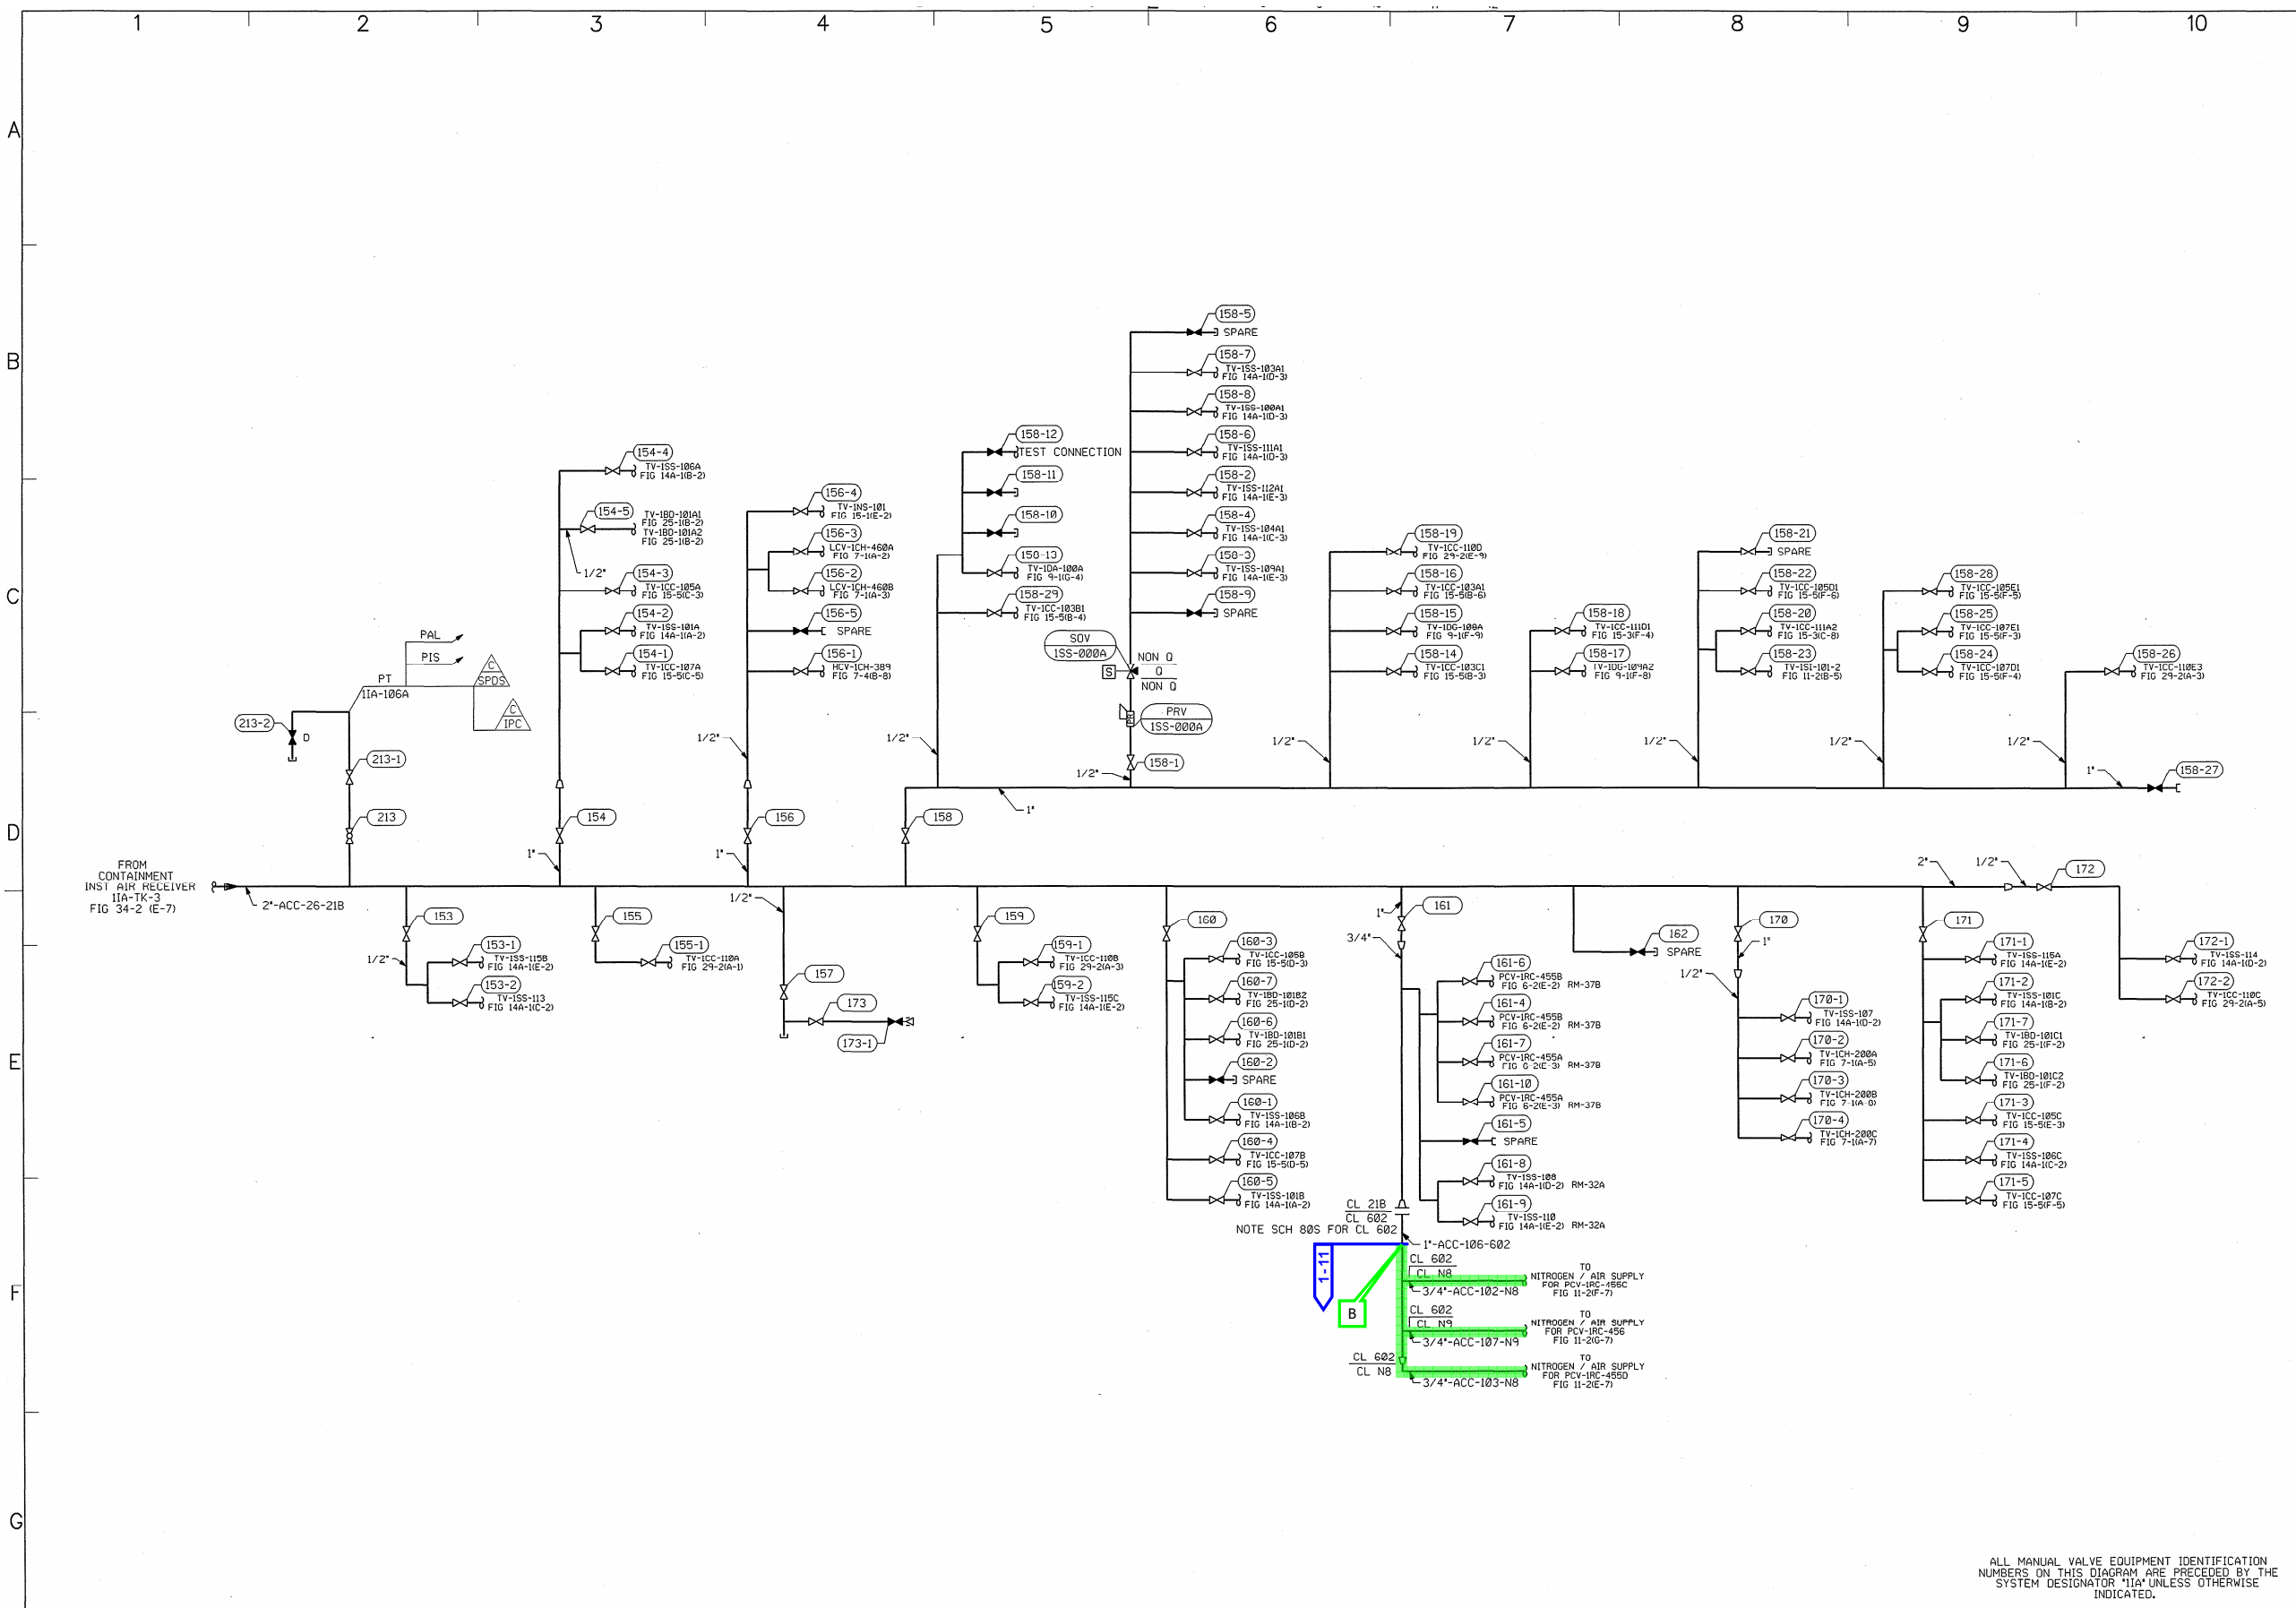 1 2 3 4 5 6 7 8 9 10
A
B
C
D
E
F
G
158-5
SPARE
158-7
TV-1SS-103A1
FIG 14A-1(D-3)
158-8
TV-1SS-100A1
FIG 14A-1(D-3)
158-6
TV-1SS-111A1
FIG 14A-1(D-3)
158-2
TV-1SS-112A1
FIG 14A-1(E-3)
158-4
TV-1SS-104A1
FIG 14A-1(C-3)
158-3
TV-1SS-109A1
FIG 14A-1(E-3)
158-9
SPARE
SOV
1SS-000A
S
NON Q
Q
NON Q
PR
PRV
1SS-000A
158-1
1/2"
154-4
TV-1SS-106A
FIG 14A-1(B-2)
154-5
TV-1BD-101A1
FIG 25-1(B-2)
TV-1BD-101A2
FIG 25-1(B-2)
1/2"
154-3
TV-1CC-105A
FIG 15-5(C-3)
154-2
TV-1SS-101A
FIG 14A-1(A-2)
154-1
TV-1CC-107A
FIG 15-5(C-5)
154
1"
156-4
TV-1NS-101
FIG 15-1(E-2)
156-3
LCV-1CH-460A
FIG 7-1(A-2)
156-2
LCV-1CH-460B
FIG 7-1(A-3)
156-5
SPARE
156-1
HCV-1CH-389
FIG 7-4(B-8)
1/2"
156
1"
158-12
TEST CONNECTION
158-11
158-10
158-13
TV-1DA-100A
FIG 9-1(G-4)
158-29
TV-1CC-103B1
FIG 15-5(B-4)
1/2"
158
1"
158-19
TV-1CC-110D
FIG 29-2(E-9)
158-16
TV-1CC-103A1
FIG 15-5(B-6)
158-15
TV-1DG-108A
FIG 9-1(F-9)
158-14
TV-1CC-103C1
FIG 15-5(B-3)
1/2"
158-18
TV-1CC-111D1
FIG 15-3(F-4)
158-17
TV-1DG-109A2
FIG 9-1(F-8)
1/2"
158-21
SPARE
158-22
TV-1CC-105D1
FIG 15-5(F-6)
158-20
TV-1CC-111A2
FIG 15-3(C-8)
158-23
TV-1SI-101-2
FIG 11-2(B-5)
1/2"
158-28
TV-1CC-105E1
FIG 15-5(F-5)
158-25
TV-1CC-107E1
FIG 15-5(F-3)
158-24
TV-1CC-107D1
FIG 15-5(F-4)
1/2"
158-26
TV-1CC-110E3
FIG 29-2(A-3)
1/2"
1"
158-27
PAL
PIS
PT
1IA-106A
C
SPDS
C
IPC
213-2
D
213-1
213
FROM
CONTAINMENT
INST AIR RECEIVER
1IA-TK-3
FIG 34-2 (E-7)
2"-ACC-26-21B
153
1/2"
153-1
TV-1SS-115B
FIG 14A-1(E-2)
153-2
TV-1SS-113
FIG 14A-1(C-2)
155
155-1
TV-1CC-110A
FIG 29-2(A-1)
1/2"
157
173
173-1
159
159-1
TV-1CC-110B
FIG 29-2(A-3)
159-2
TV-1SS-115C
FIG 14A-1(E-2)
160
160-3
TV-1CC-105B
FIG 15-5(D-3)
160-7
TV-1BD-101B2
FIG 25-1(D-2)
160-6
TV-1BD-101B1
FIG 25-1(D-2)
160-2
SPARE
160-1
TV-1SS-106B
FIG 14A-1(B-2)
160-4
TV-1CC-107B
FIG 15-5(D-5)
160-5
TV-1SS-101B
FIG 14A-1(A-2)
1"
161
3/4"
161-6
PCV-1RC-455B
FIG 6-2(E-2) RM-37B
161-4
PCV-1RC-455B
FIG 6-2(E-2) RM-37B
161-7
PCV-1RC-455A
FIG 6-2(E-3) RM-37B
161-10
PCV-1RC-455A
FIG 6-2(E-3) RM-37B
161-5
SPARE
161-8
TV-1SS-108
FIG 14A-1(D-2) RM-32A
161-9
TV-1SS-110
FIG 14A-1(E-2) RM-32A
CL 21B
CL 602
NOTE SCH 80S FOR CL 602
1"-ACC-106-602
1-11
B
CL 602
CL N8
3/4"-ACC-102-N8
TO
NITROGEN / AIR SUPPLY
FOR PCV-1RC-455C
FIG 11-2(F-7)
CL 602
CL N9
3/4"-ACC-107-N9
TO
NITROGEN / AIR SUPPLY
FOR PCV-1RC-456
FIG 11-2(G-7)
CL 602
CL N8
3/4"-ACC-103-N8
TO
NITROGEN / AIR SUPPLY
FOR PCV-1RC-455D
FIG 11-2(E-7)
162
SPARE
170
1"
1/2"
170-1
TV-1SS-107
FIG 14A-1(D-2)
170-2
TV-1CH-200A
FIG 7-1(A-5)
170-3
TV-1CH-200B
170-4
TV-1CH-200C
FIG 7-1(A-7)
2"
1/2"
172
171
171-1
TV-1SS-115A
FIG 14A-1(E-2)
171-2
TV-1SS-101C
FIG 14A-1(B-2)
171-7
TV-1BD-101C1
FIG 25-1(F-2)
171-6
TV-1BD-101C2
FIG 25-1(F-2)
171-3
TV-1CC-105C
FIG 15-5(E-3)
171-4
TV-1SS-106C
FIG 14A-1(C-2)
171-5
TV-1CC-107C
FIG 15-5(F-5)
172-1
TV-1SS-114
FIG 14A-1(D-2)
172-2
TV-1CC-110C
FIG 29-2(A-5)
ALL MANUAL VALVE EQUIPMENT IDENTIFICATION
NUMBERS ON THIS DIAGRAM ARE PRECEDED BY THE
SYSTEM DESIGNATOR "1IA" UNLESS OTHERWISE
INDICATED.